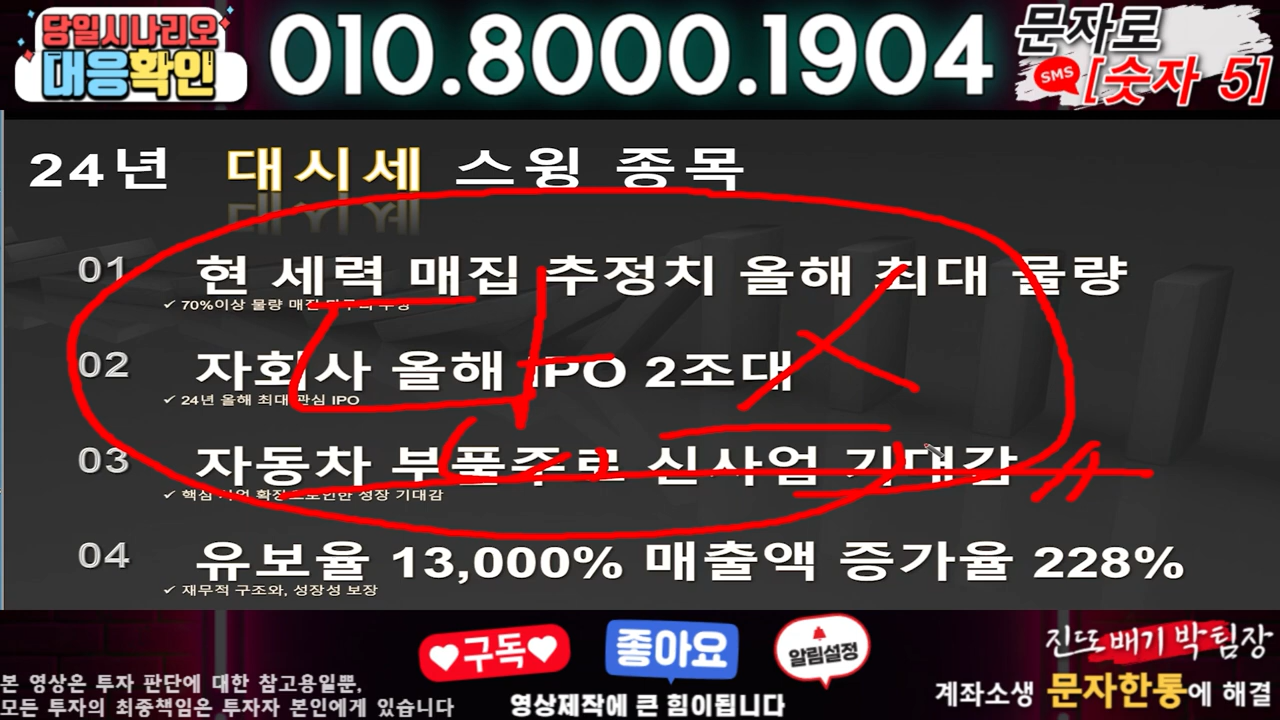 당일시나리오
대응확인
010.8000.1904
문자로
SMS [숫자 5]
24년 대시세 스윙 종목
01 현 세력 매집 추정치 올해 최대 물량
✓ 70%이상 물량 매집
02 자회사 올해 IPO 2조대
✓ 24년 올해 최대 관심 IPO
03 자동차 부품주로 신사업 기대감
✓ 핵심 사업 확장으로인한 성장 기대감
04 유보율 13,000% 매출액 증가율 228%
✓ 재무적 구조와, 성장성 보장
구독
좋아요
알림설정
영상제작에 큰 힘이됩니다
본 영상은 투자 판단에 대한 참고용일뿐,
모든 투자의 최종책임은 투자자 본인에게 있습니다
진또배기 박팀장
계좌소생 문자한통에 해결